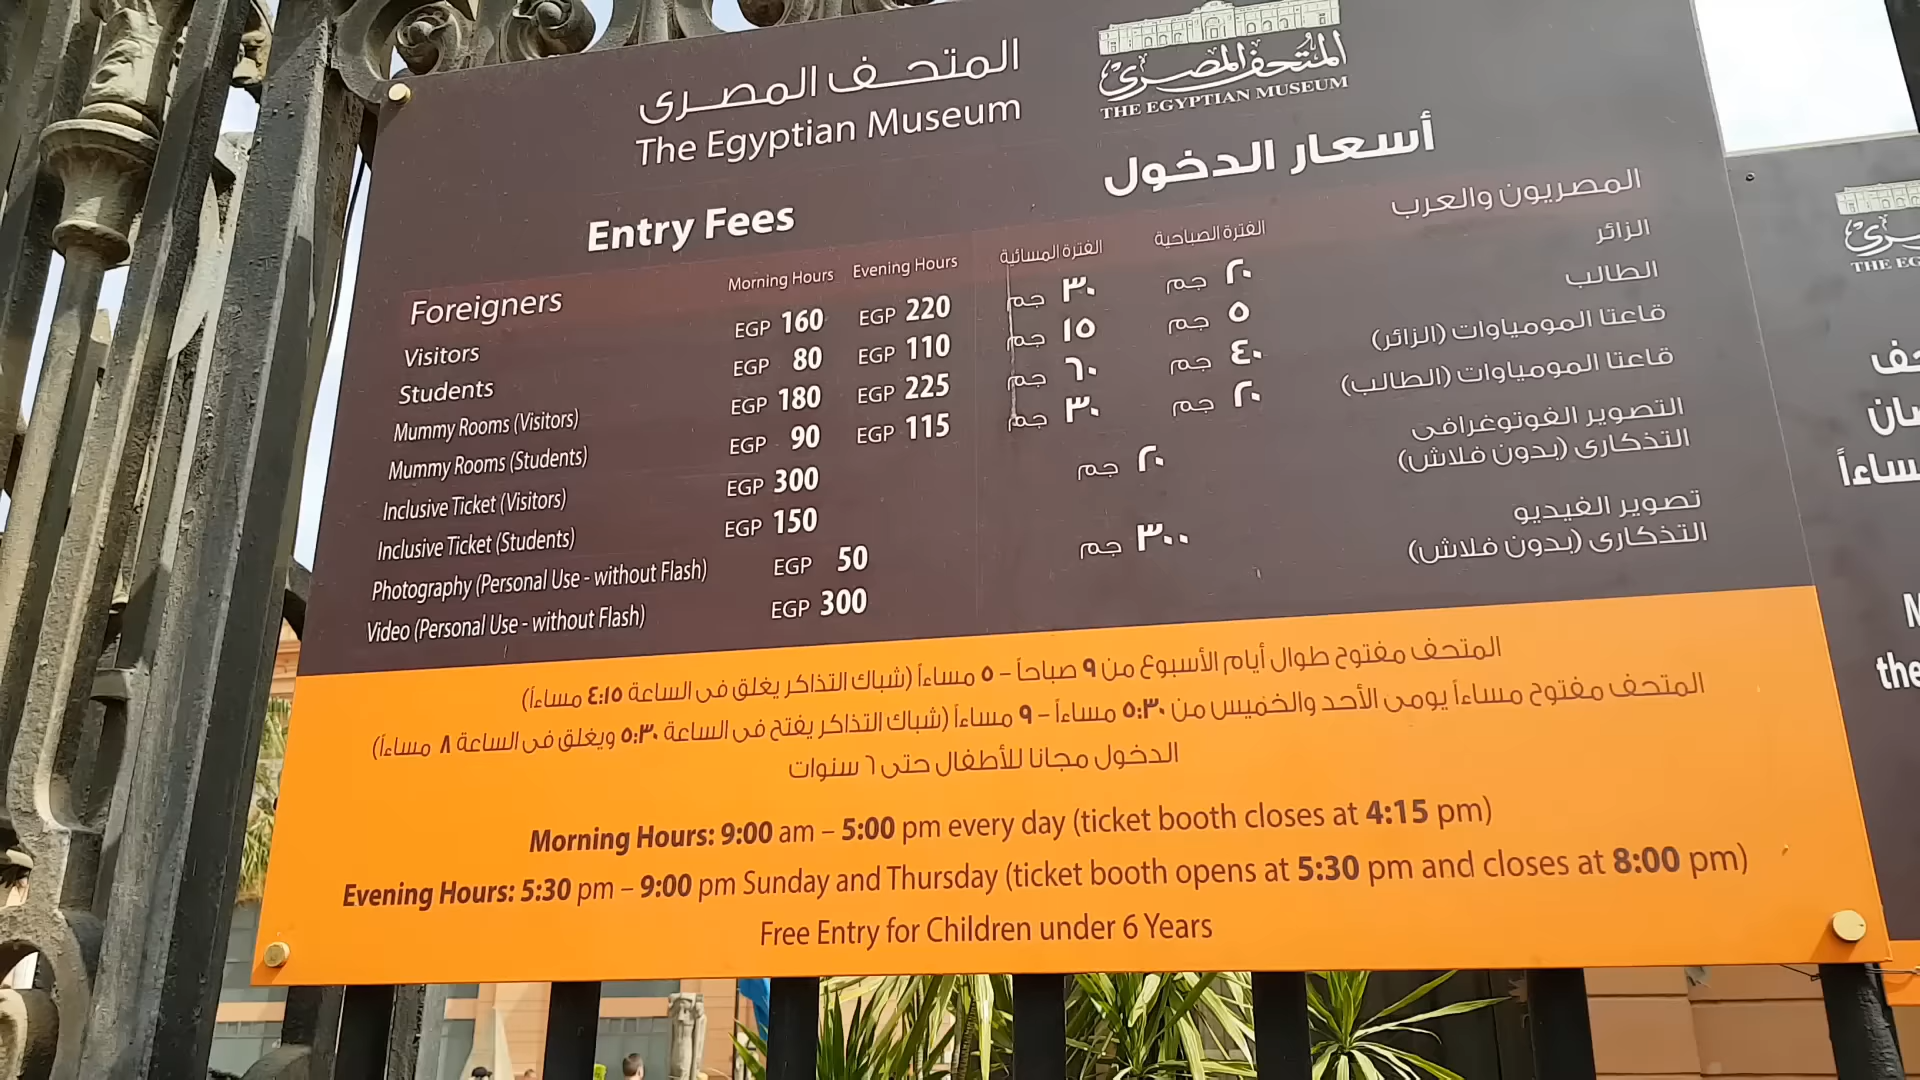 المتحف المصرى
The Egyptian Museum
المتحف المصرى
THE EGYPTIAN MUSEUM
Entry Fees
Morning Hours Evening Hours
Foreigners
Visitors EGP 160 EGP 220
Students EGP 80 EGP 110
Mummy Rooms (Visitors) EGP 180 EGP 225
Mummy Rooms (Students) EGP 90 EGP 115
Inclusive Ticket (Visitors) EGP 300
Inclusive Ticket (Students) EGP 150
Photography (Personal Use - without Flash) EGP 50
Video (Personal Use - without Flash) EGP 300
أسعار الدخول
المصريون والعرب
الفترة الصباحية الفترة المسائية
الزائر ٢٠ جم ٣٠ جم
الطالب ٥ جم ١٥ جم
قاعتا المومياوات (الزائر) ٤٠ جم ٦٠ جم
قاعتا المومياوات (الطالب) ٢٠ جم ٣٠ جم
التصوير الفوتوغرافى
التذكارى (بدون فلاش) ٢٠ جم
تصوير الفيديو
التذكارى (بدون فلاش) ٣٠٠ جم
المتحف مفتوح طوال أيام الأسبوع من ٩ صباحاً – ٥ مساءاً (شباك التذاكر يغلق فى الساعة ٤:١٥ مساءاً)
المتحف مفتوح مساءاً يومى الأحد والخميس من ٥:٣٠ مساءاً – ٩ مساءاً (شباك التذاكر يفتح فى الساعة ٥:٣٠ ويغلق فى الساعة ٨ مساءاً)
الدخول مجانا للأطفال حتى ٦ سنوات
Morning Hours: 9:00 am – 5:00 pm every day (ticket booth closes at 4:15 pm)
Evening Hours: 5:30 pm – 9:00 pm Sunday and Thursday (ticket booth opens at 5:30 pm and closes at 8:00 pm)
Free Entry for Children under 6 Years
THE
the